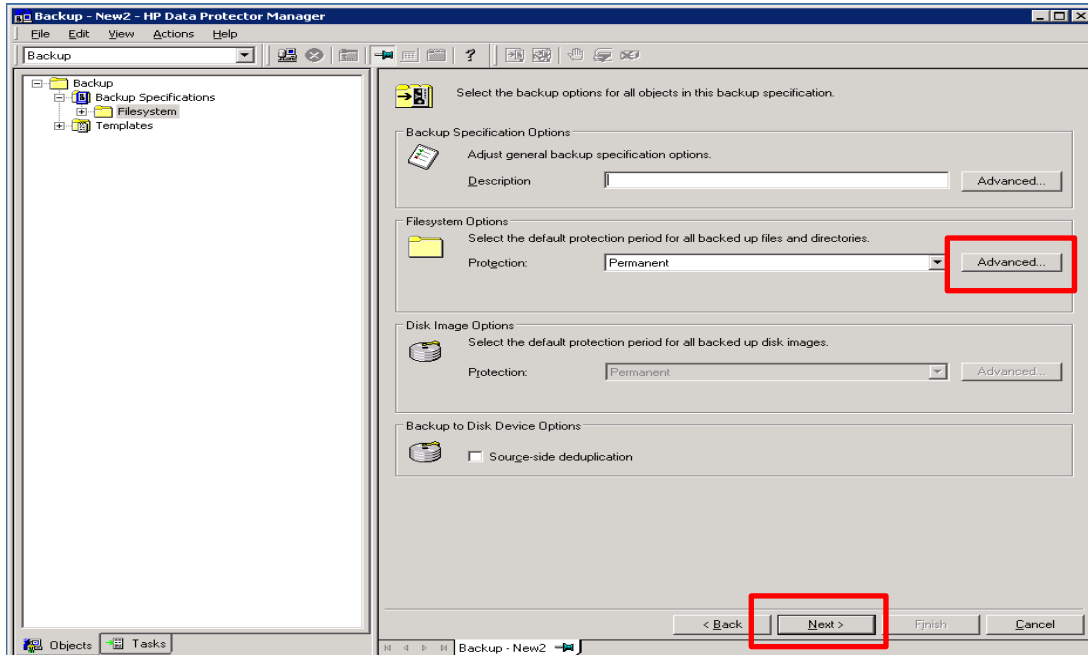 Backup - New2 - HP Data Protector Manager
File Edit View Actions Help
Backup
?
Backup
Backup Specifications
Filesystem
Templates
Select the backup options for all objects in this backup specification.
Backup Specification Options
Adjust general backup specification options.
Description
Advanced...
Filesystem Options
Select the default protection period for all backed up files and directories.
Protection: Permanent Advanced...
Disk Image Options
Select the default protection period for all backed up disk images.
Protection: Permanent Advanced...
Backup to Disk Device Options
Source-side deduplication
< Back Next > Finish Cancel
Objects Tasks
Backup - New2